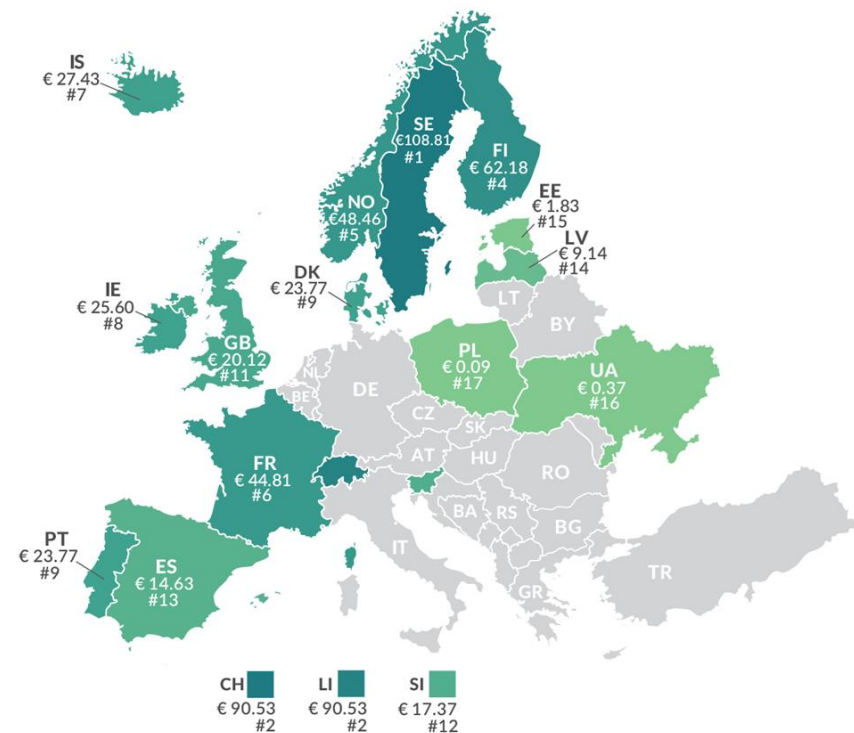 IS
€ 27.43
#7
SE
€108.81
#1
FI
€ 62.18
#4
NO
€48.46
#5
EE
€ 1.83
#15
LV
€ 9.14
#14
DK
€ 23.77
#9
IE
€ 25.60
#8
GB
€ 20.12
#11
LT
BY
PL
€ 0.09
#17
UA
€ 0.37
#16
NL
BE
DE
CZ
SK
AT
HU
RO
FR
€ 44.81
#6
BA
RS
BG
IT
GR
TR
PT
€ 23.77
#9
ES
€ 14.63
#13
CH
€ 90.53
#2
LI
€ 90.53
#2
SI
€ 17.37
#12